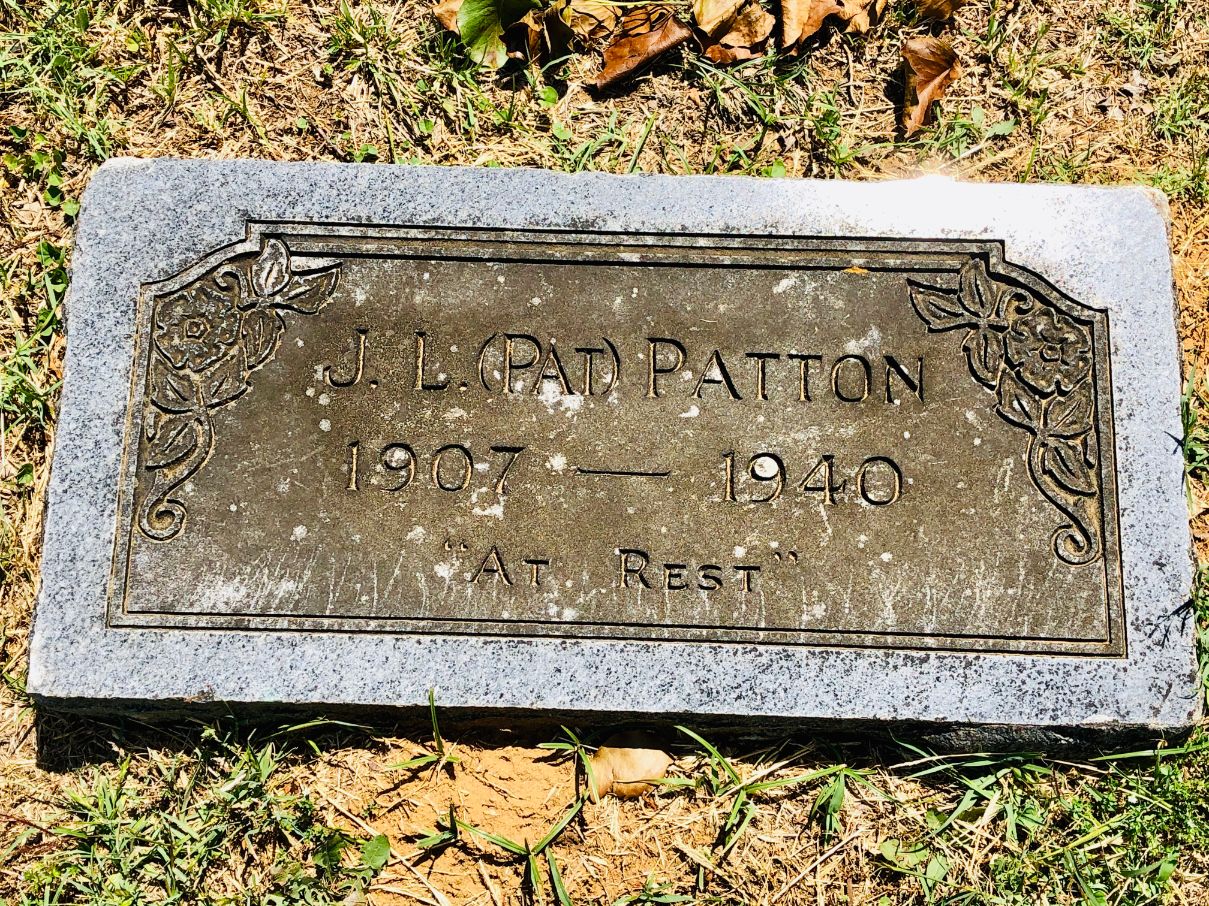 J. L. (PAT) PATTON
1907 — 1940
"AT REST"